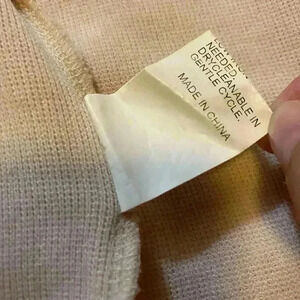 NEEDED.
DRYCLEANABLE IN
GENTLE CYCLE.
MADE IN CHINA